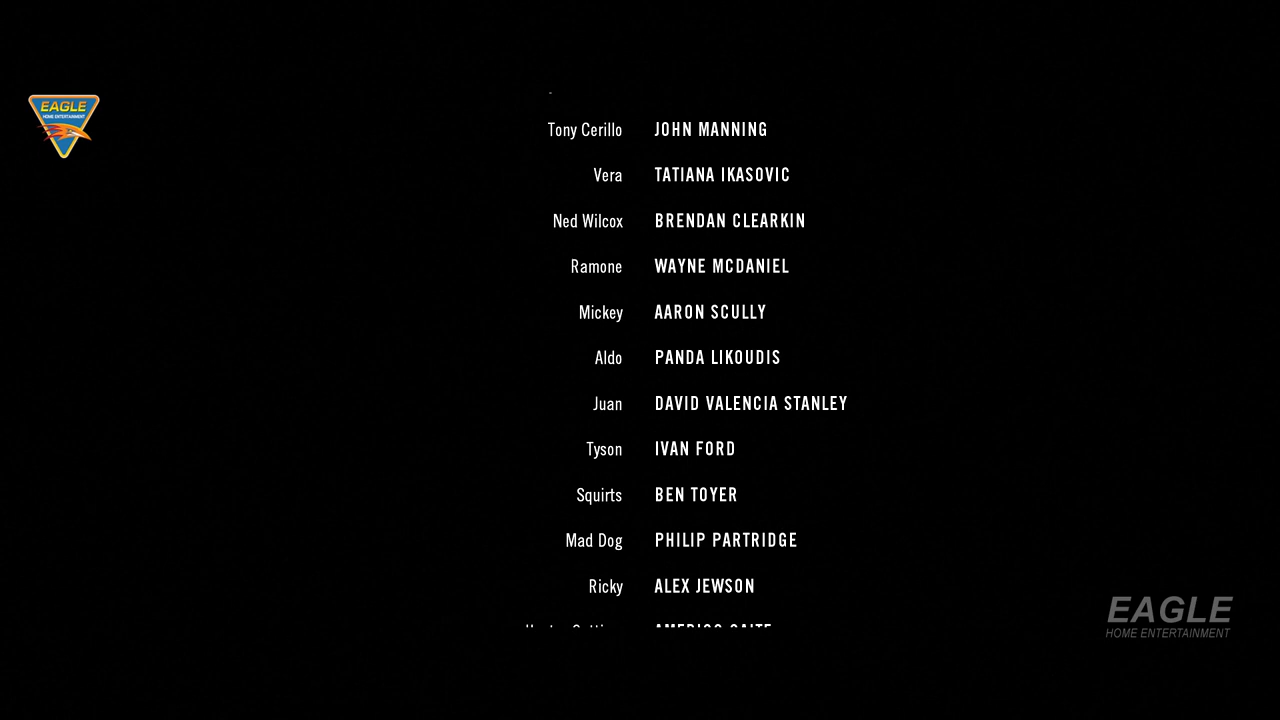 EAGLE
HOME ENTERTAINMENT
Tony Cerillo JOHN MANNING
Vera TATIANA IKASOVIC
Ned Wilcox BRENDAN CLEARKIN
Ramone WAYNE MCDANIEL
Mickey AARON SCULLY
Aldo PANDA LIKOUDIS
Juan DAVID VALENCIA STANLEY
Tyson IVAN FORD
Squirts BEN TOYER
Mad Dog PHILIP PARTRIDGE
Ricky ALEX JEWSON
EAGLE
HOME ENTERTAINMENT